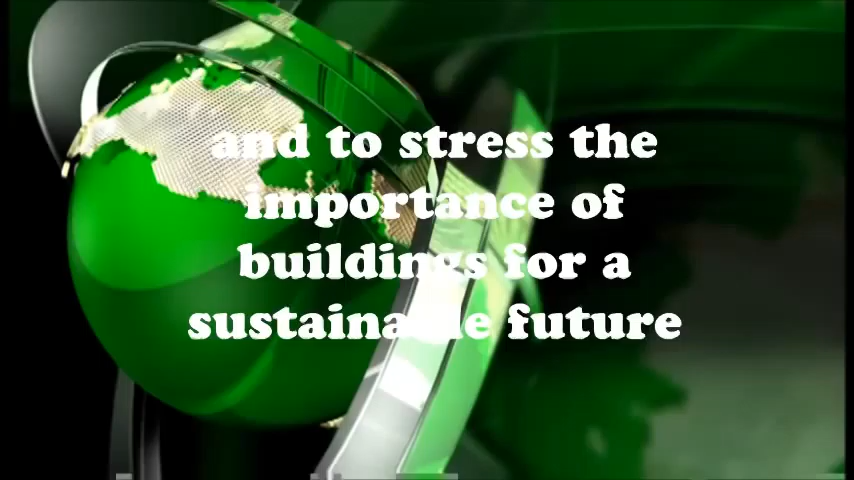 and to stress the
importance of
buildings for a
sustainable future